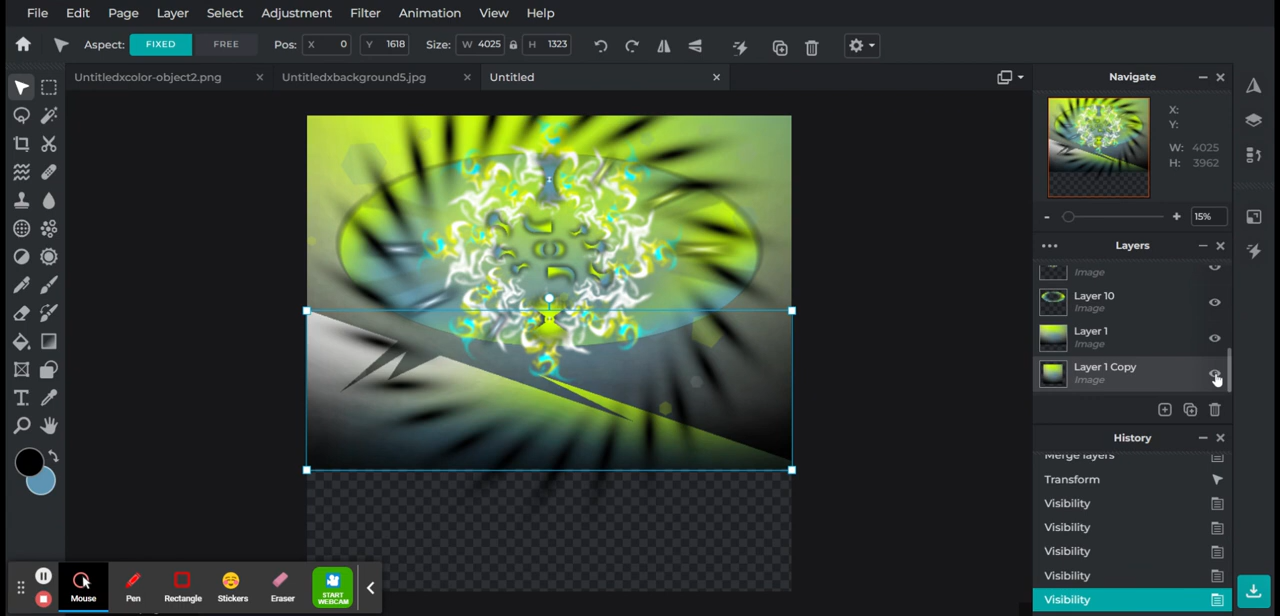 File Edit Page Layer Select Adjustment Filter Animation View Help
Aspect: FIXED FREE Pos: X 0 Y 1618 Size: W 4025 H 1323
Untitledxcolor-object2.png Untitledxbackground5.jpg Untitled
Navigate
X:
Y:
W: 4025
H: 3962
- + 15%
Layers
Image
Layer 10
Image
Layer 1
Image
Layer 1 Copy
Image
History
Merge layers
Transform
Visibility
Visibility
Visibility
Visibility
Visibility
Mouse Pen Rectangle Stickers Eraser START WEBCAM